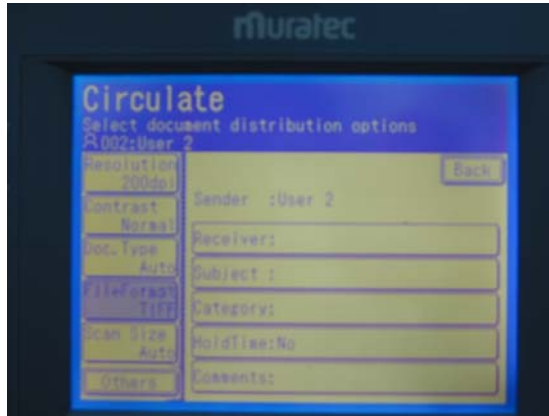 muratec
Circulate
Select document distribution options
002:User 2
Resolution
200dpi
Contrast
Normal
Doc.Type
Auto
FileFormat
TIFF
Scan Size
Auto
Others
Back
Sender :User 2
Receiver:
Subject :
Category:
HoldTime:No
Comments: